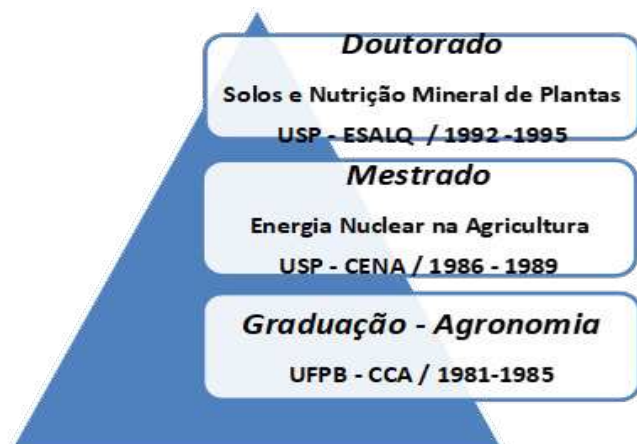 Doutorado
Solos e Nutrição Mineral de Plantas
USP - ESALQ / 1992 -1995
Mestrado
Energia Nuclear na Agricultura
USP - CENA / 1986 - 1989
Graduação - Agronomia
UFPB - CCA / 1981-1985